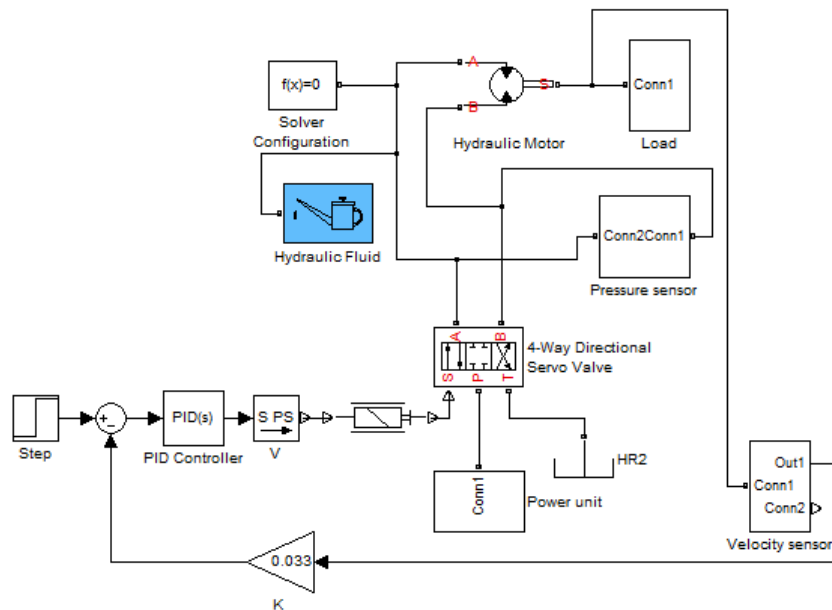 A
f(x)=0
S
Conn1
B
Solver
Configuration
Hydraulic Motor
Load
Conn2Conn1
Hydraulic Fluid
Pressure sensor
A
B
4-Way Directional
Servo Valve
S
P
T
PID(s)
S PS
Step
PID Controller
V
Out1
HR2
Conn1
Conn1
Power unit
Conn2
Velocity sensor
0.033
K